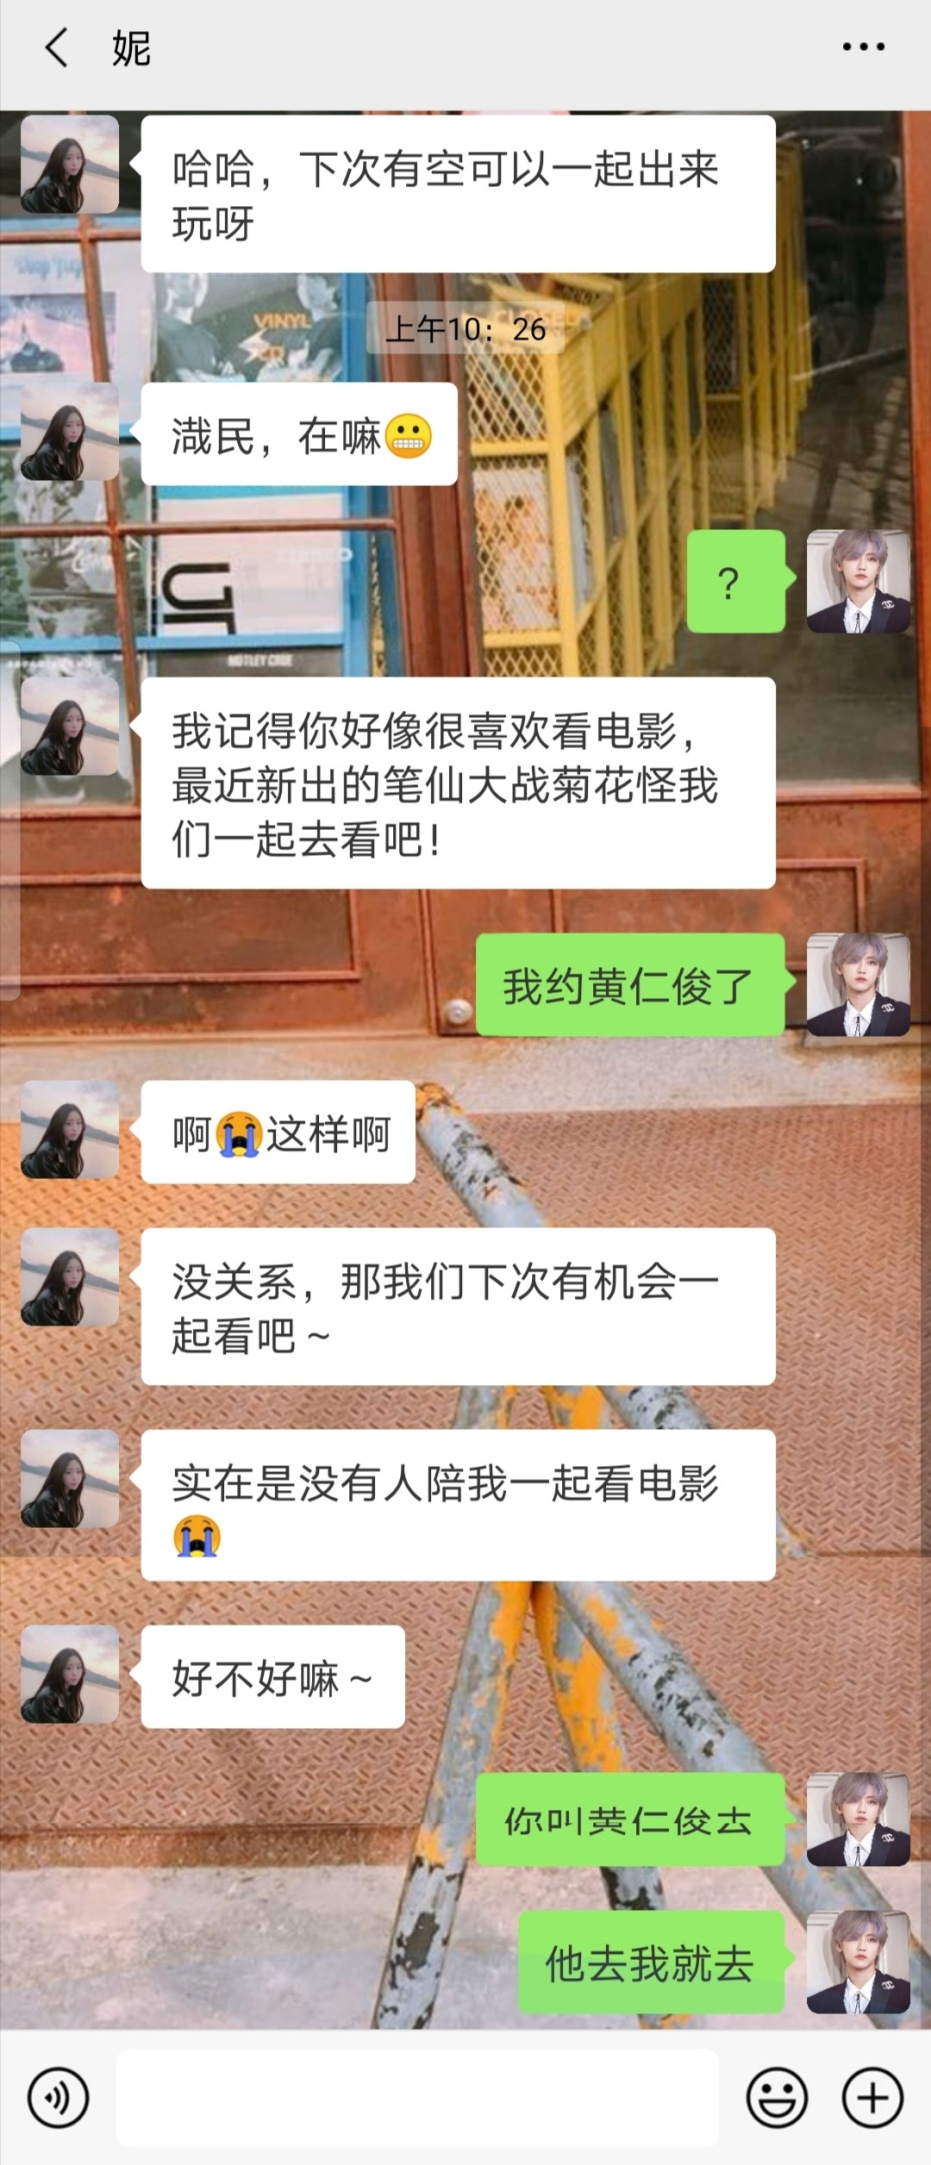 妮
哈哈，下次有空可以一起出来
玩呀
VINYL
CD
上午10：26
渽民，在嘛😬
?
MOTLEY CRUE
我记得你好像很喜欢看电影，
最近新出的笔仙大战菊花怪我
们一起去看吧！
我约黄仁俊了
啊😭这样啊
没关系，那我们下次有机会一
起看吧～
实在是没有人陪我一起看电影
😭
好不好嘛～
你叫黄仁俊去
他去我就去